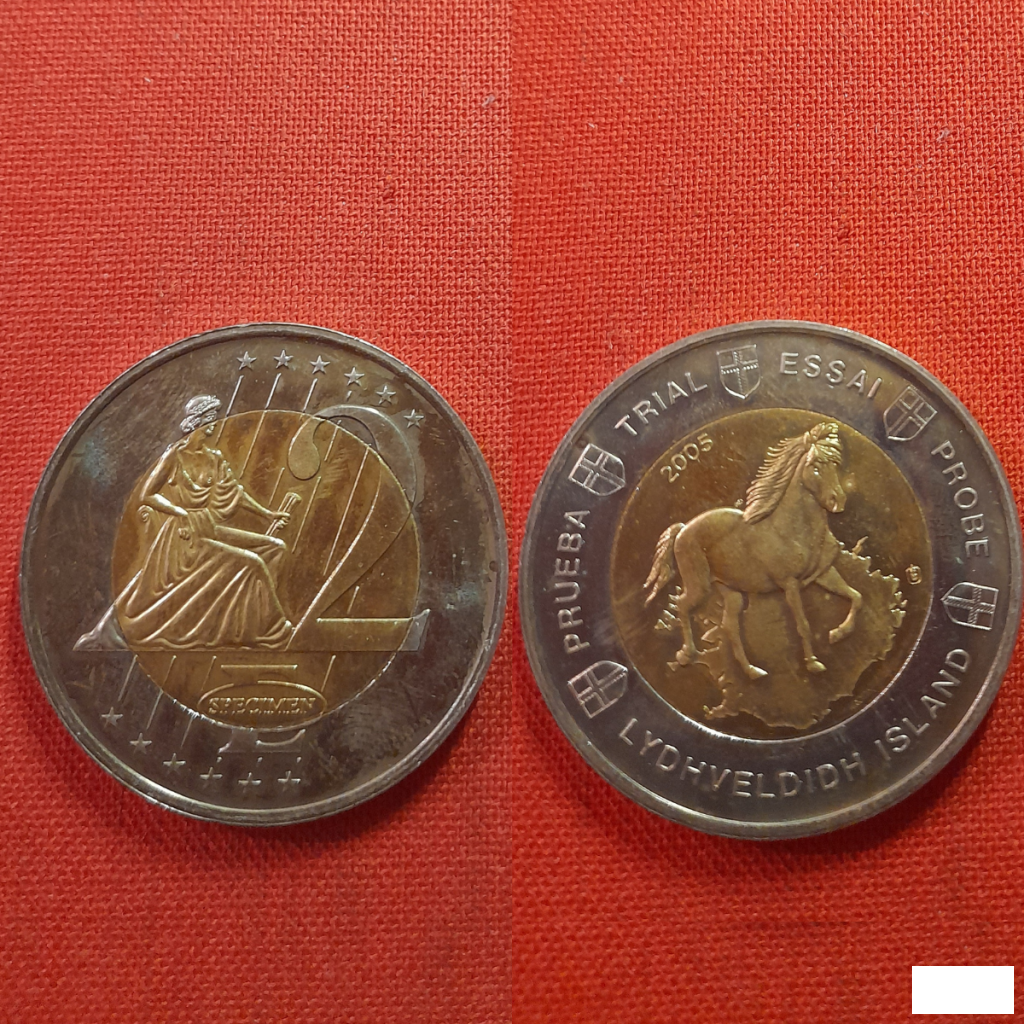 2
E
SPECIMEN
PRUEBA TRIAL ESSAI PROBE
2005
LYDHVELDIDH ISLAND